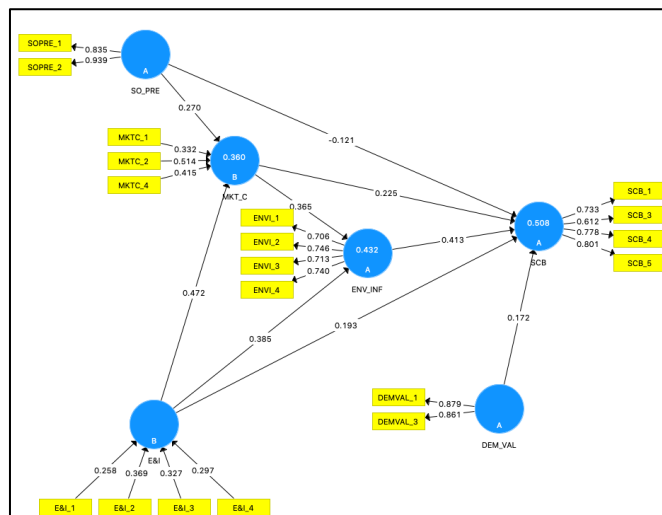 SOPRE_1
0.835
SOPRE_2
0.939
A
SO_PRE
0.270
-0.121
MKTC_1
0.332
MKTC_2
0.514
MKTC_4
0.415
0.360
B
MKT_C
0.225
0.365
ENVI_1
0.706
ENVI_2
0.746
ENVI_3
0.713
ENVI_4
0.740
0.432
A
ENV_INF
0.413
0.508
A
SCB
0.733
SCB_1
0.612
SCB_3
0.778
SCB_4
0.801
SCB_5
0.472
0.385
0.193
0.172
DEMVAL_1
0.879
DEMVAL_3
0.861
A
DEM_VAL
B
E&I
0.258
0.369
0.327
0.297
E&I_1
E&I_2
E&I_3
E&I_4